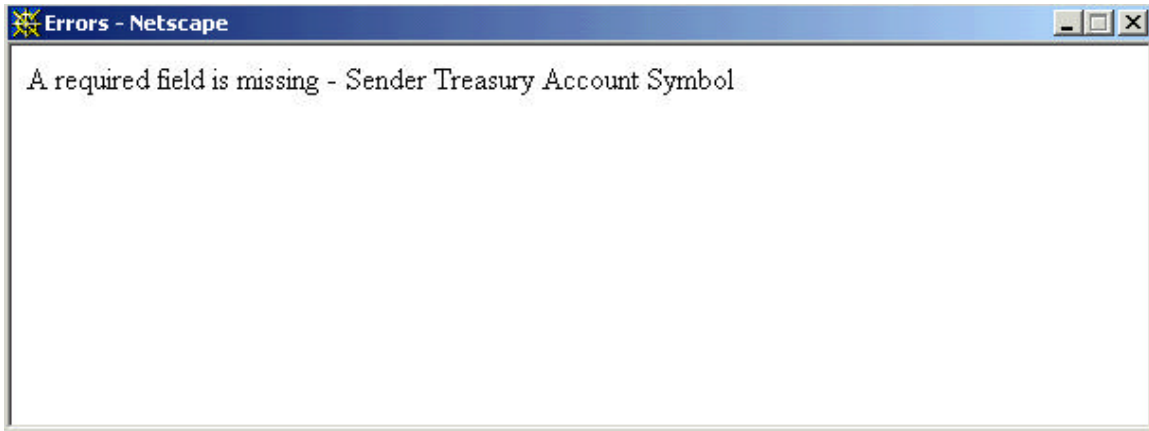 Errors - Netscape
A required field is missing - Sender Treasury Account Symbol